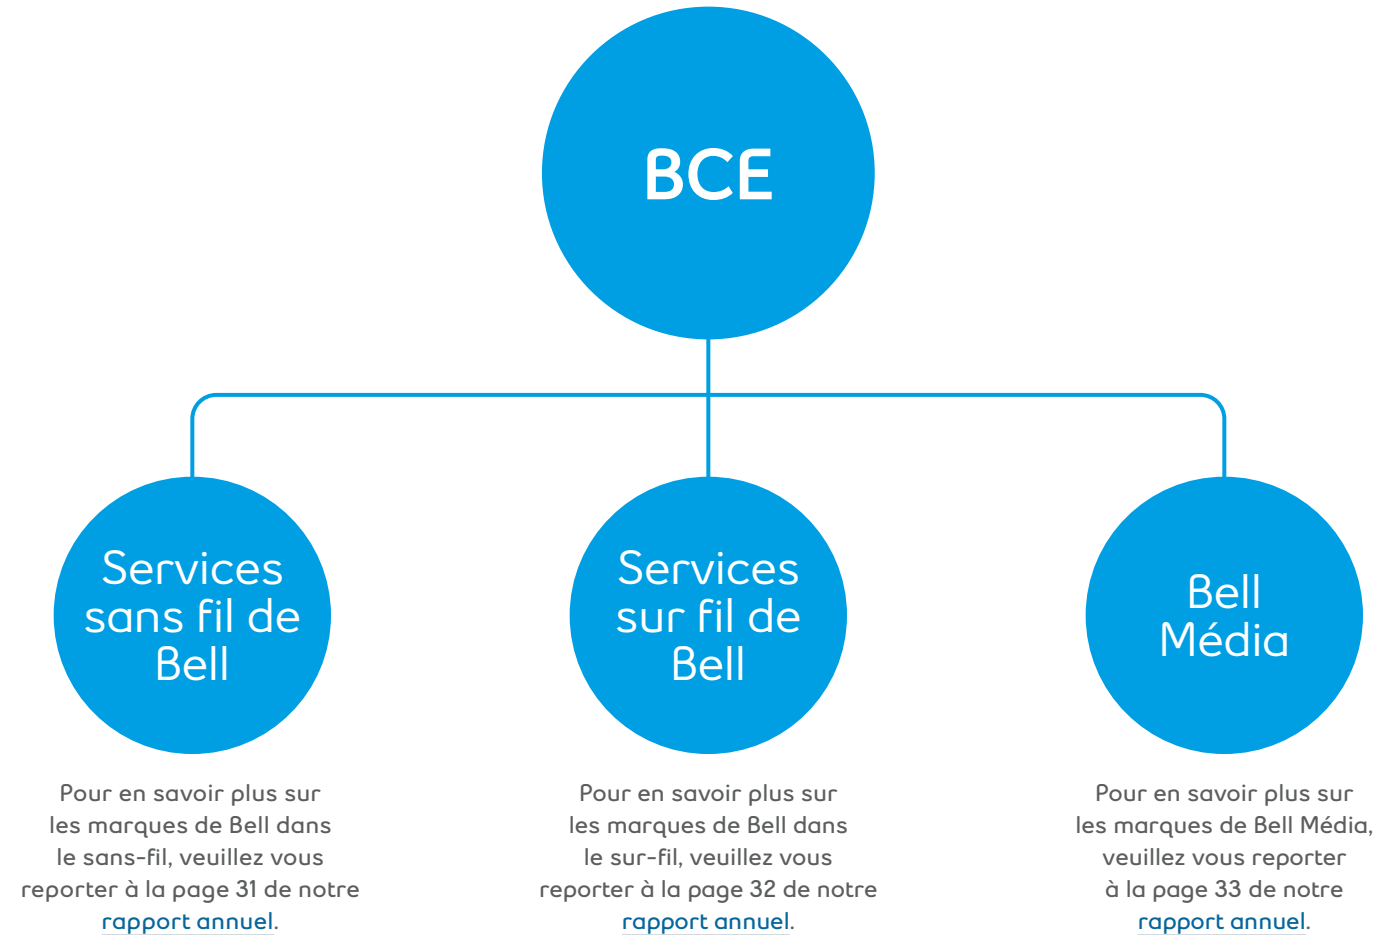 BCE
Services
sans fil de
Bell
Pour en savoir plus sur
les marques de Bell dans
le sans-fil, veuillez vous
reporter à la page 31 de notre
rapport annuel.
Services
sur fil de
Bell
Pour en savoir plus sur
les marques de Bell dans
le sur-fil, veuillez vous
reporter à la page 32 de notre
rapport annuel.
Bell
Média
Pour en savoir plus sur
les marques de Bell Média,
veuillez vous reporter
à la page 33 de notre
rapport annuel.